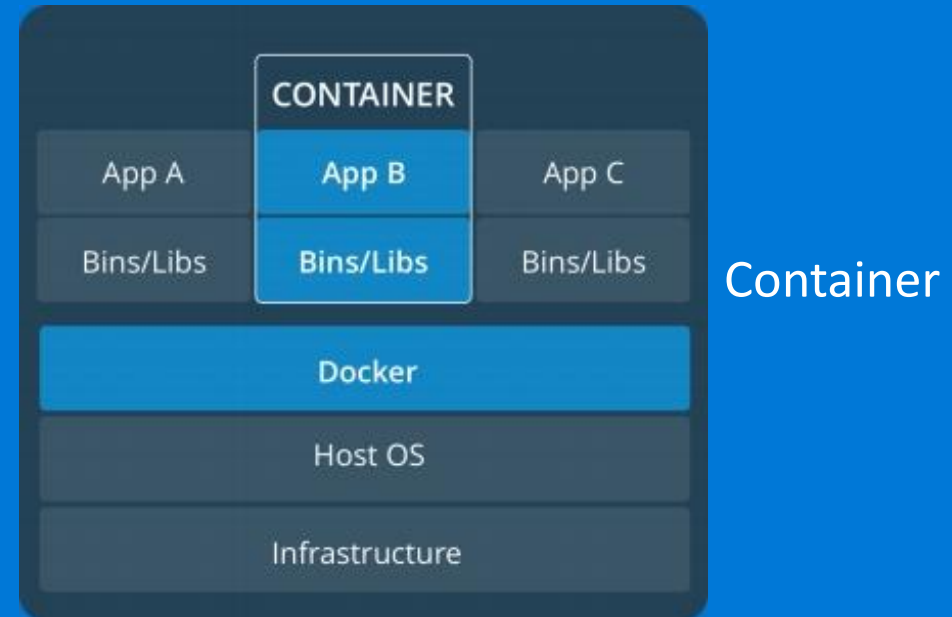 CONTAINER
App A App B App C
Bins/Libs Bins/Libs Bins/Libs
Container
Docker
Host OS
Infrastructure